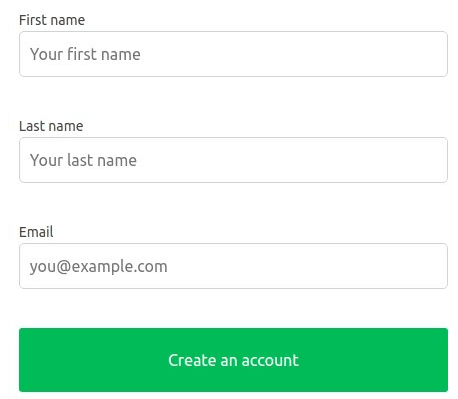 First name
Your first name
Last name
Your last name
Email
you@example.com
Create an account